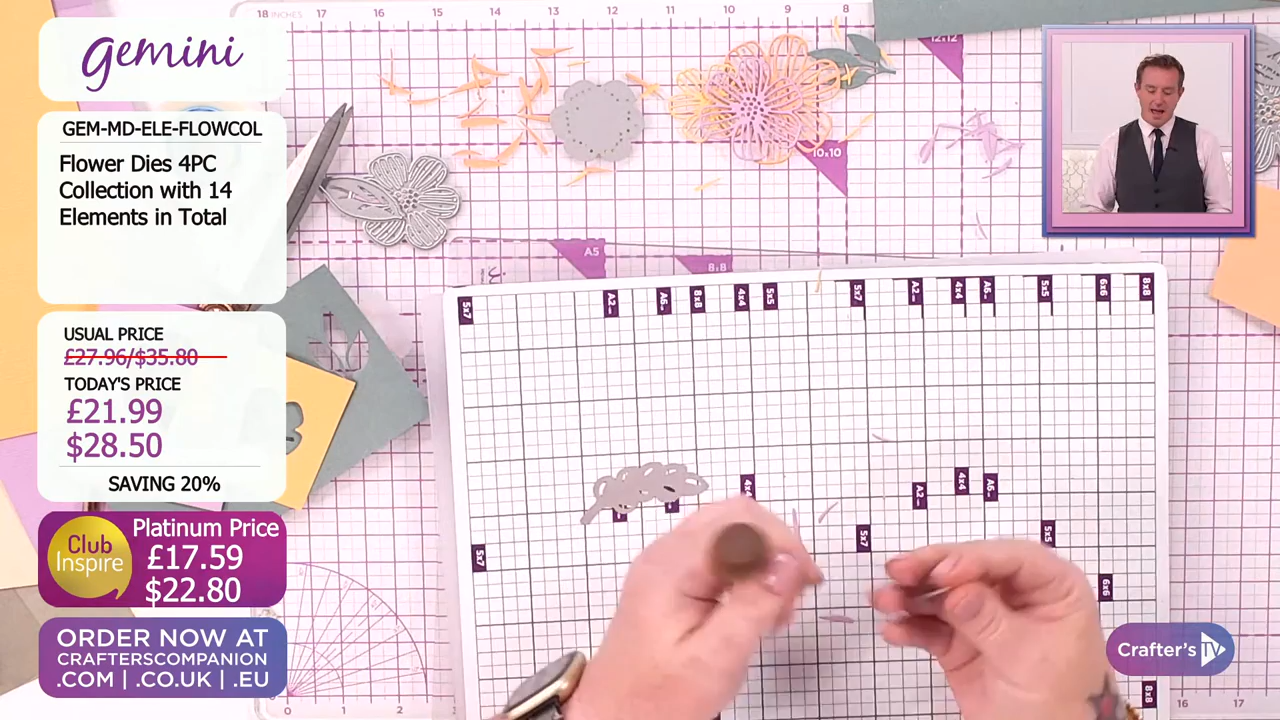 gemini
GEM-MD-ELE-FLOWCOL
Flower Dies 4PC
Collection with 14
Elements in Total
USUAL PRICE
£27.96/$35.80
TODAY'S PRICE
£21.99
$28.50
SAVING 20%
Club
Inspire
Platinum Price
£17.59
$22.80
ORDER NOW AT
CRAFTERSCOMPANION
.COM | .CO.UK | .EU
18 INCHES 17 16 15 14 13 12 11 10 9 8
12x12
10x10
A5
8x8
5x7 A2 A6 8x8 4x4 5x5 5x7 A2 4x4 A6 5x5 6x6 8x8
4x4 4x4 A6
A2
5x7 5x7 5x5
6x6
8x8
Crafter's TV
0 1 2 3 16 17